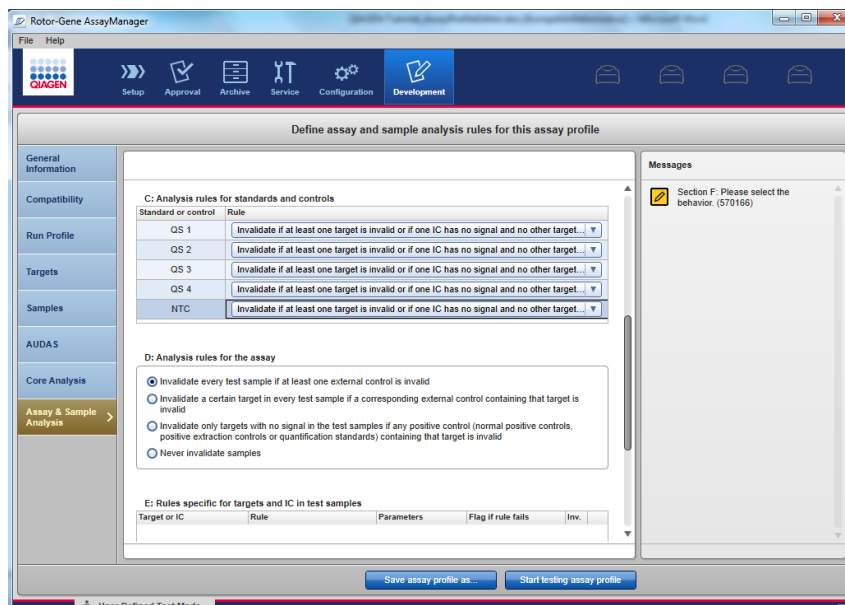 Rotor-Gene AssayManager
File Help
QIAGEN
Setup Approval Archive Service Configuration Development
Define assay and sample analysis rules for this assay profile
General
Information
Compatibility
Run Profile
Targets
Samples
AUDAS
Core Analysis
Assay & Sample
Analysis
C: Analysis rules for standards and controls
Standard or control Rule
QS 1 Invalidate if at least one target is invalid or if one IC has no signal and no other target...
QS 2 Invalidate if at least one target is invalid or if one IC has no signal and no other target...
QS 3 Invalidate if at least one target is invalid or if one IC has no signal and no other target...
QS 4 Invalidate if at least one target is invalid or if one IC has no signal and no other target...
NTC Invalidate if at least one target is invalid or if one IC has no signal and no other target...
D: Analysis rules for the assay
Invalidate every test sample if at least one external control is invalid
Invalidate a certain target in every test sample if a corresponding external control containing that target is
invalid
Invalidate only targets with no signal in the test samples if any positive control (normal positive controls,
positive extraction controls or quantification standards) containing that target is invalid
Never invalidate samples
E: Rules specific for targets and IC in test samples
Target or IC Rule Parameters Flag if rule fails Inv.
Messages
Section F: Please select the
behavior. (570166)
Save assay profile as... Start testing assay profile
User Defined Test Mode